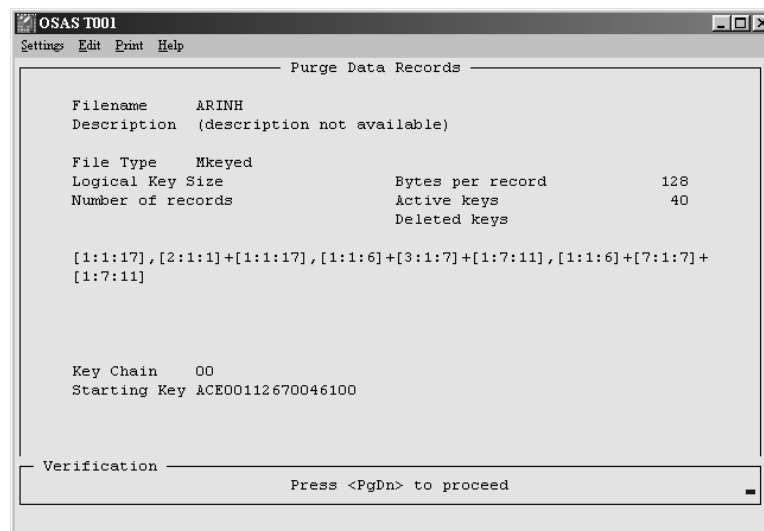 OSAS T001
Settings Edit Print Help
Purge Data Records
Filename ARINH
Description (description not available)
File Type Mkeyed
Logical Key Size Bytes per record 128
Number of records Active keys 40
Deleted keys
[1:1:17],[2:1:1]+[1:1:17],[1:1:6]+[3:1:7]+[1:7:11],[1:1:6]+[7:1:7]+
[1:7:11]
Key Chain 00
Starting Key ACE00112670046100
Verification
Press <PgDn> to proceed